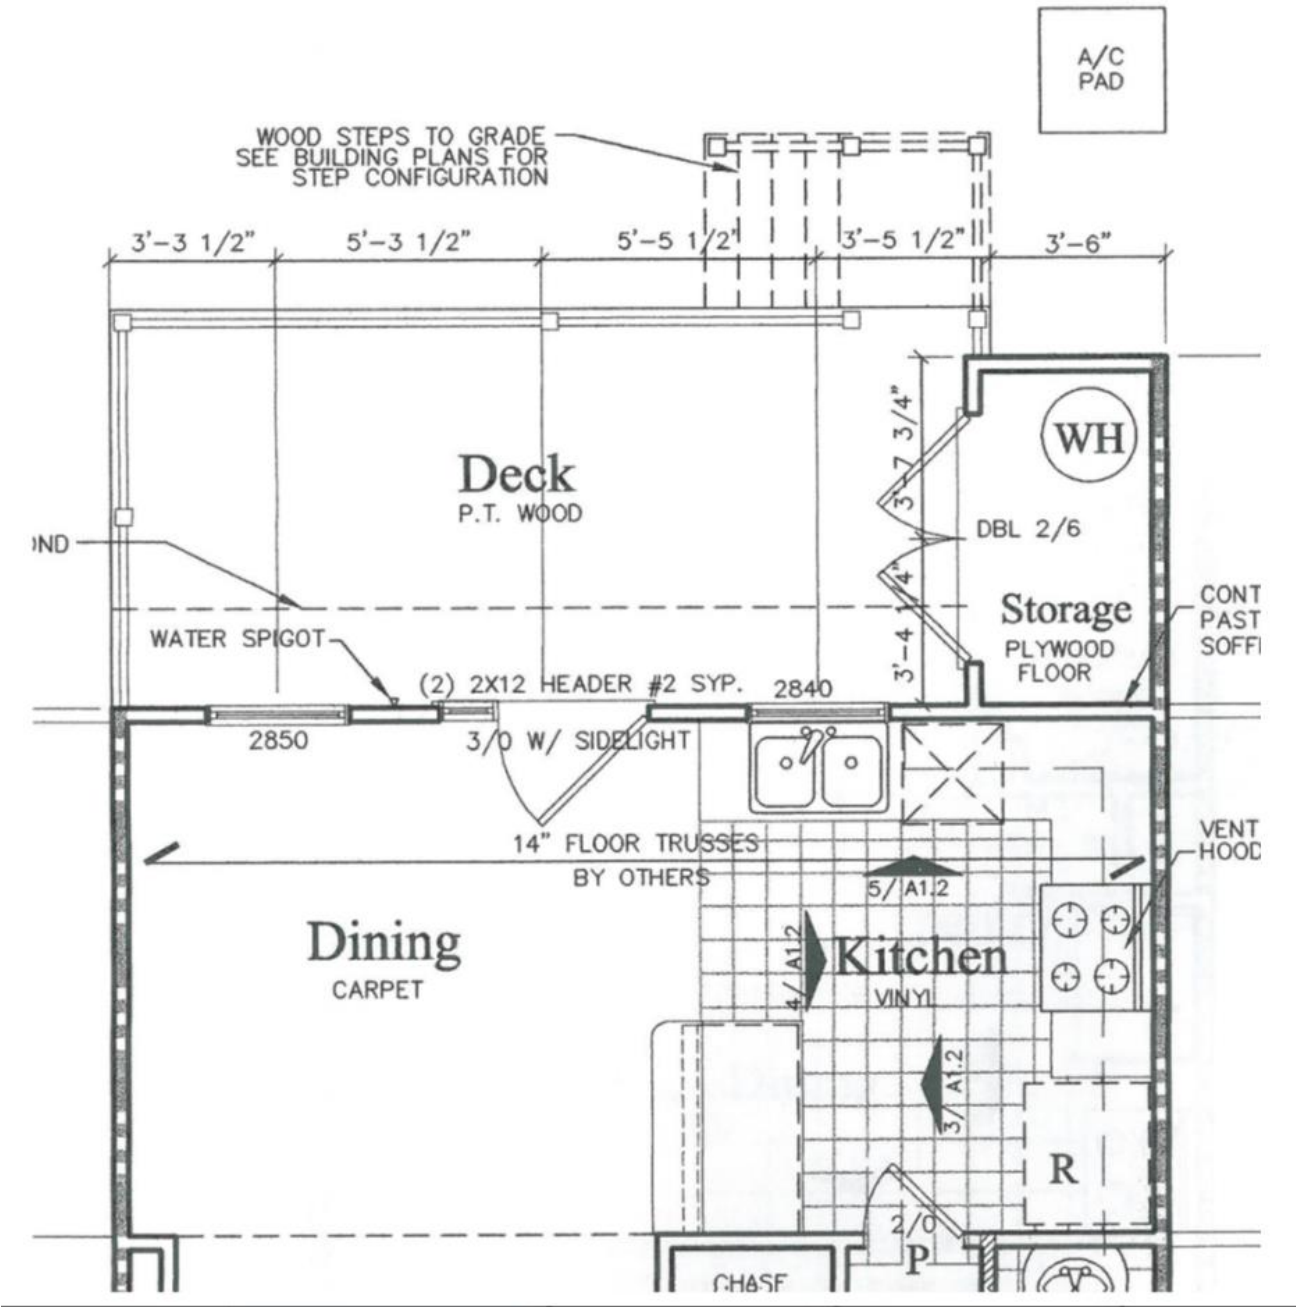 A/C
PAD
WOOD STEPS TO GRADE
SEE BUILDING PLANS FOR
STEP CONFIGURATION
3'-3 1/2"
5'-3 1/2"
5'-5 1/2"
3'-5 1/2"
3'-6"
3'-7 3/4"
WH
Deck
P.T. WOOD
OND
DBL 2/6
3'-4 1/4"
Storage
PLYWOOD
FLOOR
CONT
PAST
SOFFI
WATER SPIGOT
(2) 2X12 HEADER #2 SYP.
2840
2850
3/0 W/ SIDELIGHT
14" FLOOR TRUSSES
BY OTHERS
VENT
HOOD
5/A1.2
4/A1.2
Dining
CARPET
Kitchen
VINYL
3/A1.2
R
2/0
P
CHASE